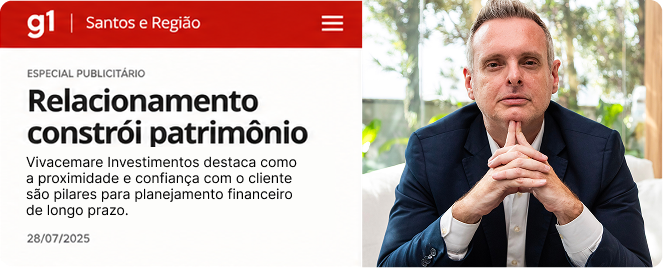 g1 | Santos e Região
ESPECIAL PUBLICITÁRIO
Relacionamento
constrói patrimônio
Vivacemare Investimentos destaca como
a proximidade e confiança com o cliente
são pilares para planejamento financeiro
de longo prazo.
28/07/2025